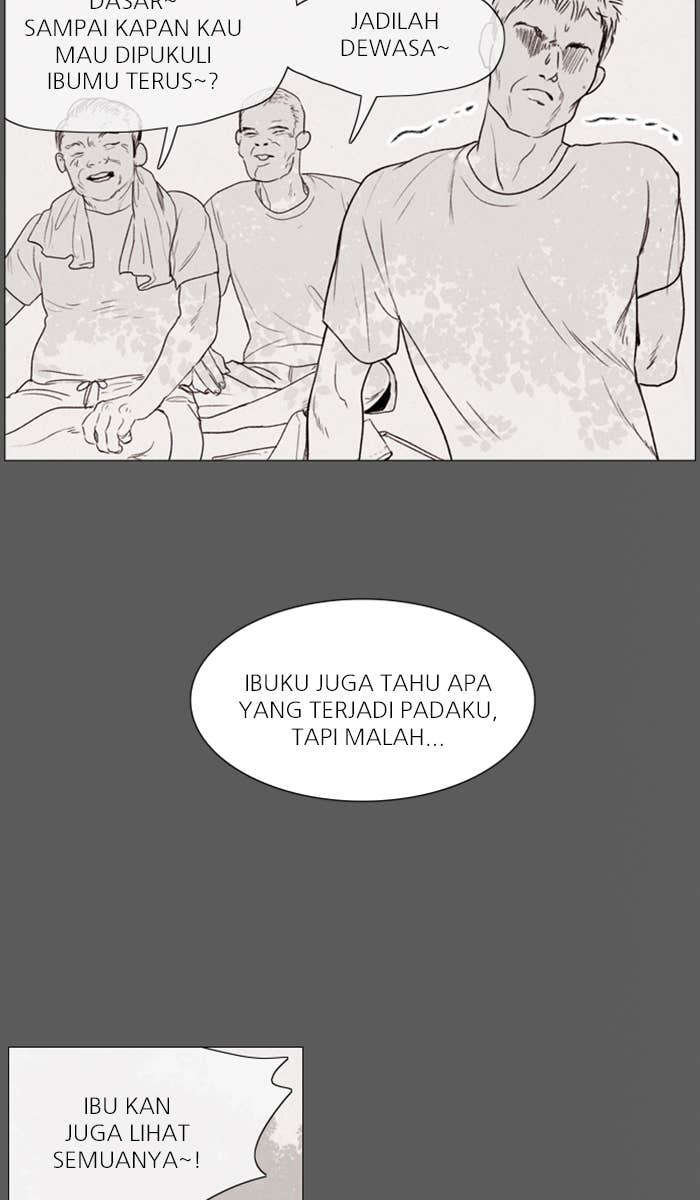 DASAR~
SAMPAI KAPAN KAU
MAU DIPUKULI
IBUMU TERUS~?
JADILAH
DEWASA~
IBUKU JUGA TAHU APA
YANG TERJADI PADAKU,
TAPI MALAH...
IBU KAN
JUGA LIHAT
SEMUANYA~!